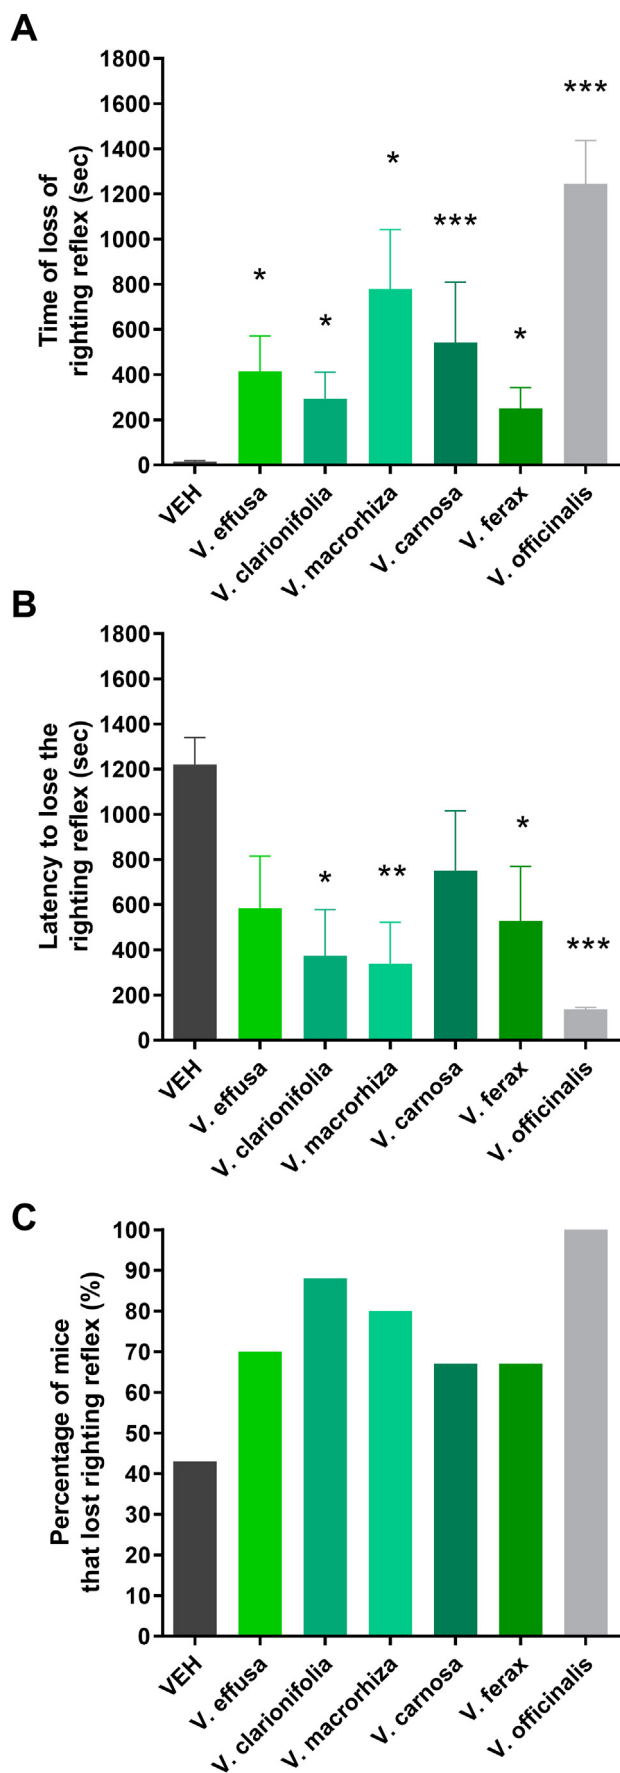 A
Time of loss of
righting reflex (sec)
1800
1600
1400
1200
1000
800
600
400
200
0
*
*
*
***
*
***
VEH
V. effusa
V. clarionifolia
V. macrorhiza
V. carnosa
V. ferax
V. officinalis
B
Latency to lose the
righting reflex (sec)
1800
1600
1400
1200
1000
800
600
400
200
0
*
**
*
***
VEH
V. effusa
V. clarionifolia
V. macrorhiza
V. carnosa
V. ferax
V. officinalis
C
Percentage of mice
that lost righting reflex (%)
100
90
80
70
60
50
40
30
20
10
0
VEH
V. effusa
V. clarionifolia
V. macrorhiza
V. carnosa
V. ferax
V. officinalis